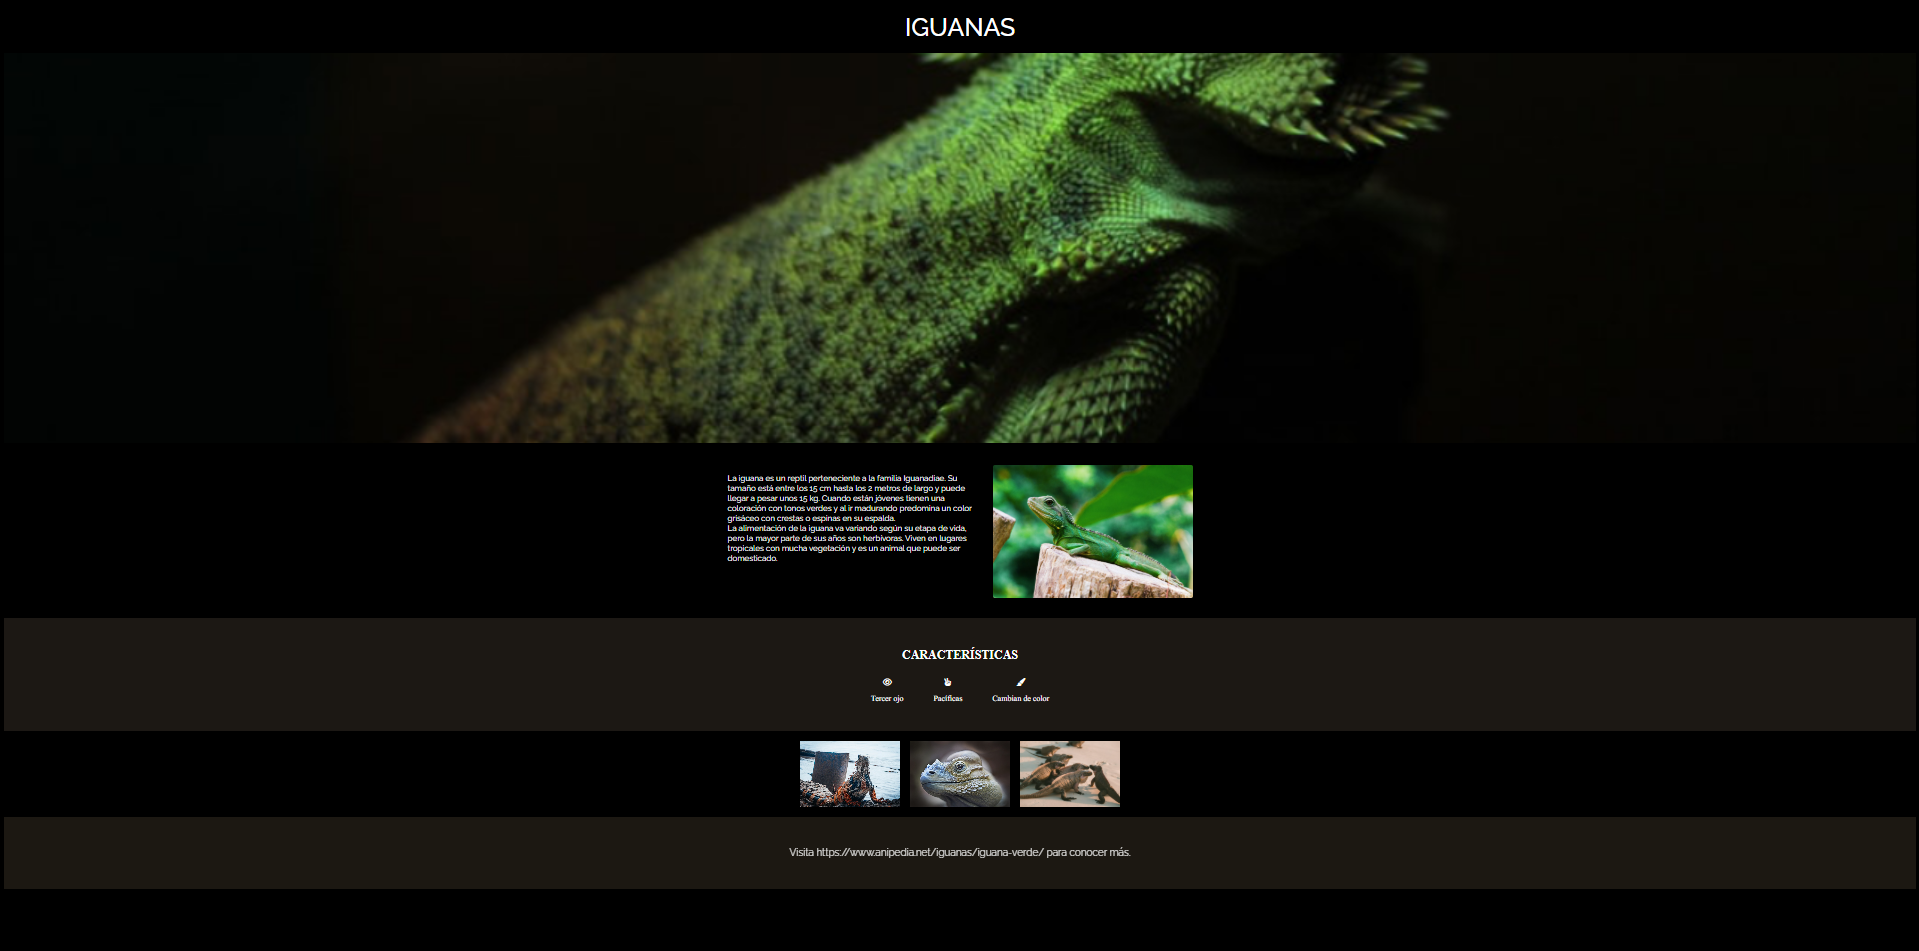 IGUANAS
La iguana es un reptil perteneciente a la familia Iguanadiae. Su
tamaño está entre los 15 cm hasta los 2 metros de largo y puede
llegar a pesar unos 15 kg. Cuando están jóvenes tienen una
coloración con tonos verdes y al ir madurando predomina un color
grisáceo con crestas o espinas en su espalda.
La alimentación de la iguana va variando según su etapa de vida,
pero la mayor parte de sus años son herbívoras. Viven en lugares
tropicales con mucha vegetación y es un animal que puede ser
domesticado.
CARACTERÍSTICAS
Tercer ojo Pacíficas Cambian de color
Visita https://www.anipedia.net/iguanas/iguana-verde/ para conocer más.